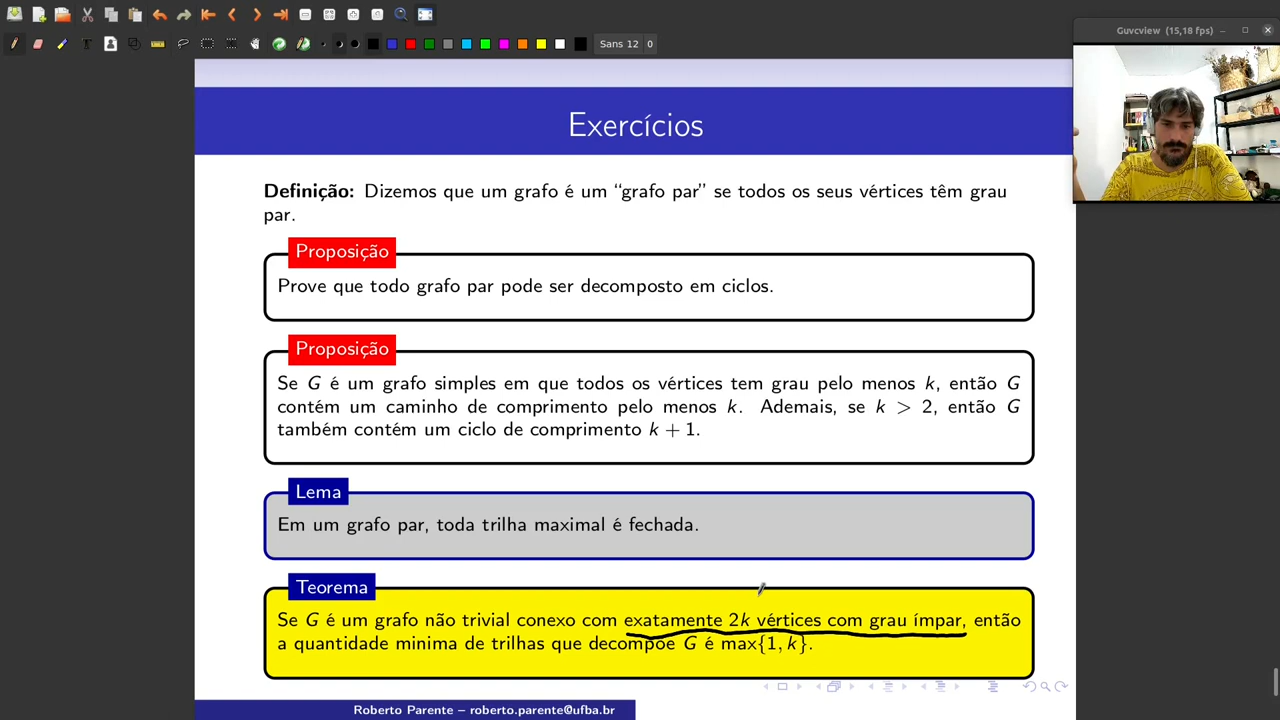 Guvcview (15,18 fps)
Sans 12 0
Exercícios
Definição: Dizemos que um grafo é um “grafo par” se todos os seus vértices têm grau
par.
Proposição
Prove que todo grafo par pode ser decomposto em ciclos.
Proposição
Se G é um grafo simples em que todos os vértices tem grau pelo menos k, então G
contém um caminho de comprimento pelo menos k. Ademais, se k > 2, então G
também contém um ciclo de comprimento k + 1.
Lema
Em um grafo par, toda trilha maximal é fechada.
Teorema
Se G é um grafo não trivial conexo com exatamente 2k vértices com grau ímpar, então
a quantidade minima de trilhas que decompõe G é max{1, k}.
Roberto Parente – roberto.parente@ufba.br